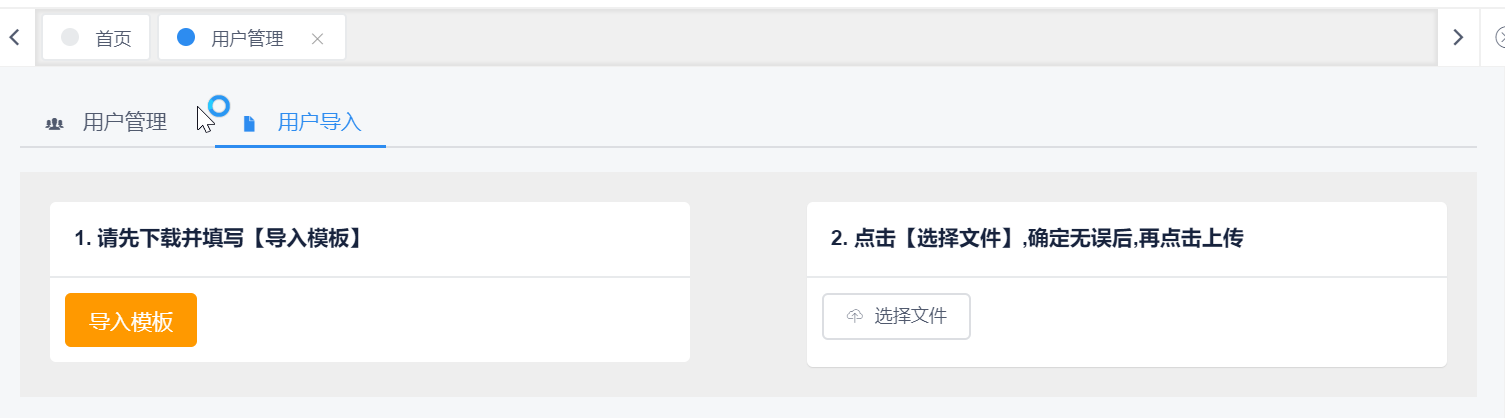 首页 用户管理
用户管理 用户导入
1. 请先下载并填写【导入模板】
导入模板
2. 点击【选择文件】,确定无误后,再点击上传
选择文件